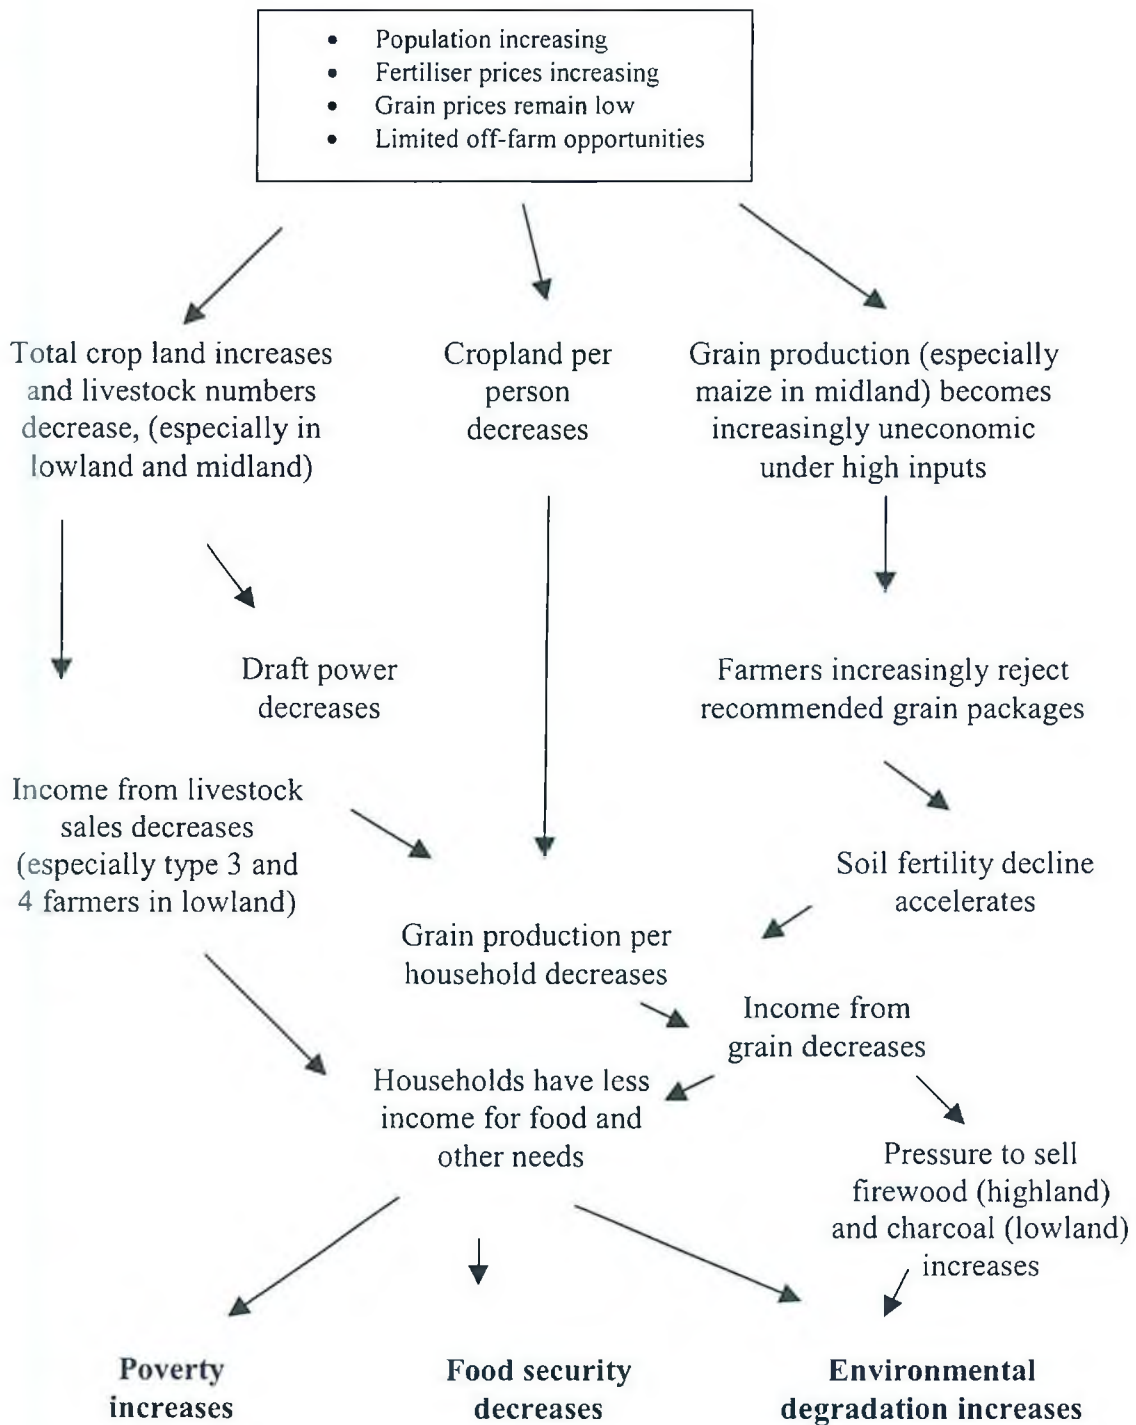 • Population increasing
• Fertiliser prices increasing
• Grain prices remain low
• Limited off-farm opportunities
Total crop land increases
and livestock numbers
decrease, (especially in
lowland and midland)
Cropland per
person
decreases
Grain production (especially
maize in midland) becomes
increasingly uneconomic
under high inputs
Draft power
decreases
Farmers increasingly reject
recommended grain packages
Income from livestock
sales decreases
(especially type 3 and
4 farmers in lowland)
Soil fertility decline
accelerates
Grain production per
household decreases
Income from
grain decreases
Households have less
income for food and
other needs
Pressure to sell
firewood (highland)
and charcoal (lowland)
increases
Poverty
increases
Food security
decreases
Environmental
degradation increases